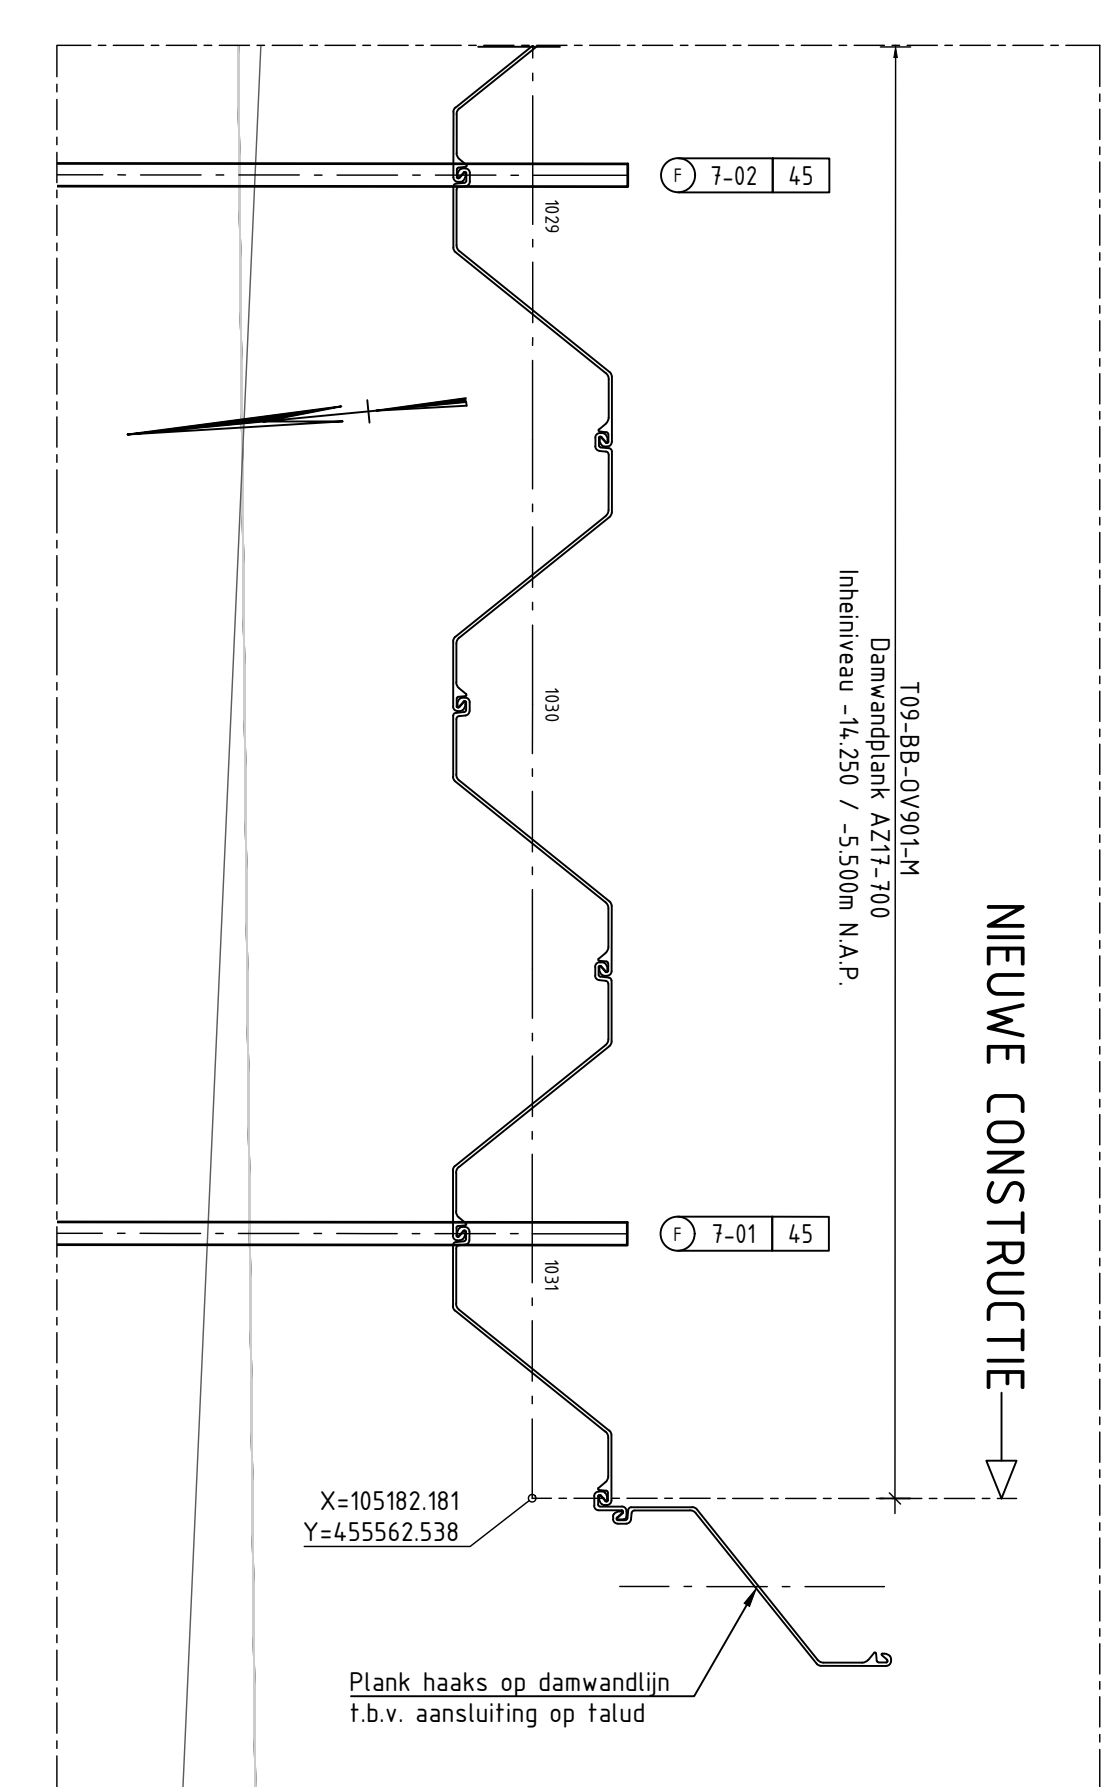 F 7-02 45
1029
1030
T09-BB-OV901-M
Damwandplank AZ17-700
Inheiniveau -14.250 / -5.500m N.A.P.
NIEUWE CONSTRUCTIE
F 7-01 45
1031
X=105182.181
Y=455562.538
Plank haaks op damwandlijn
t.b.v. aansluiting op talud